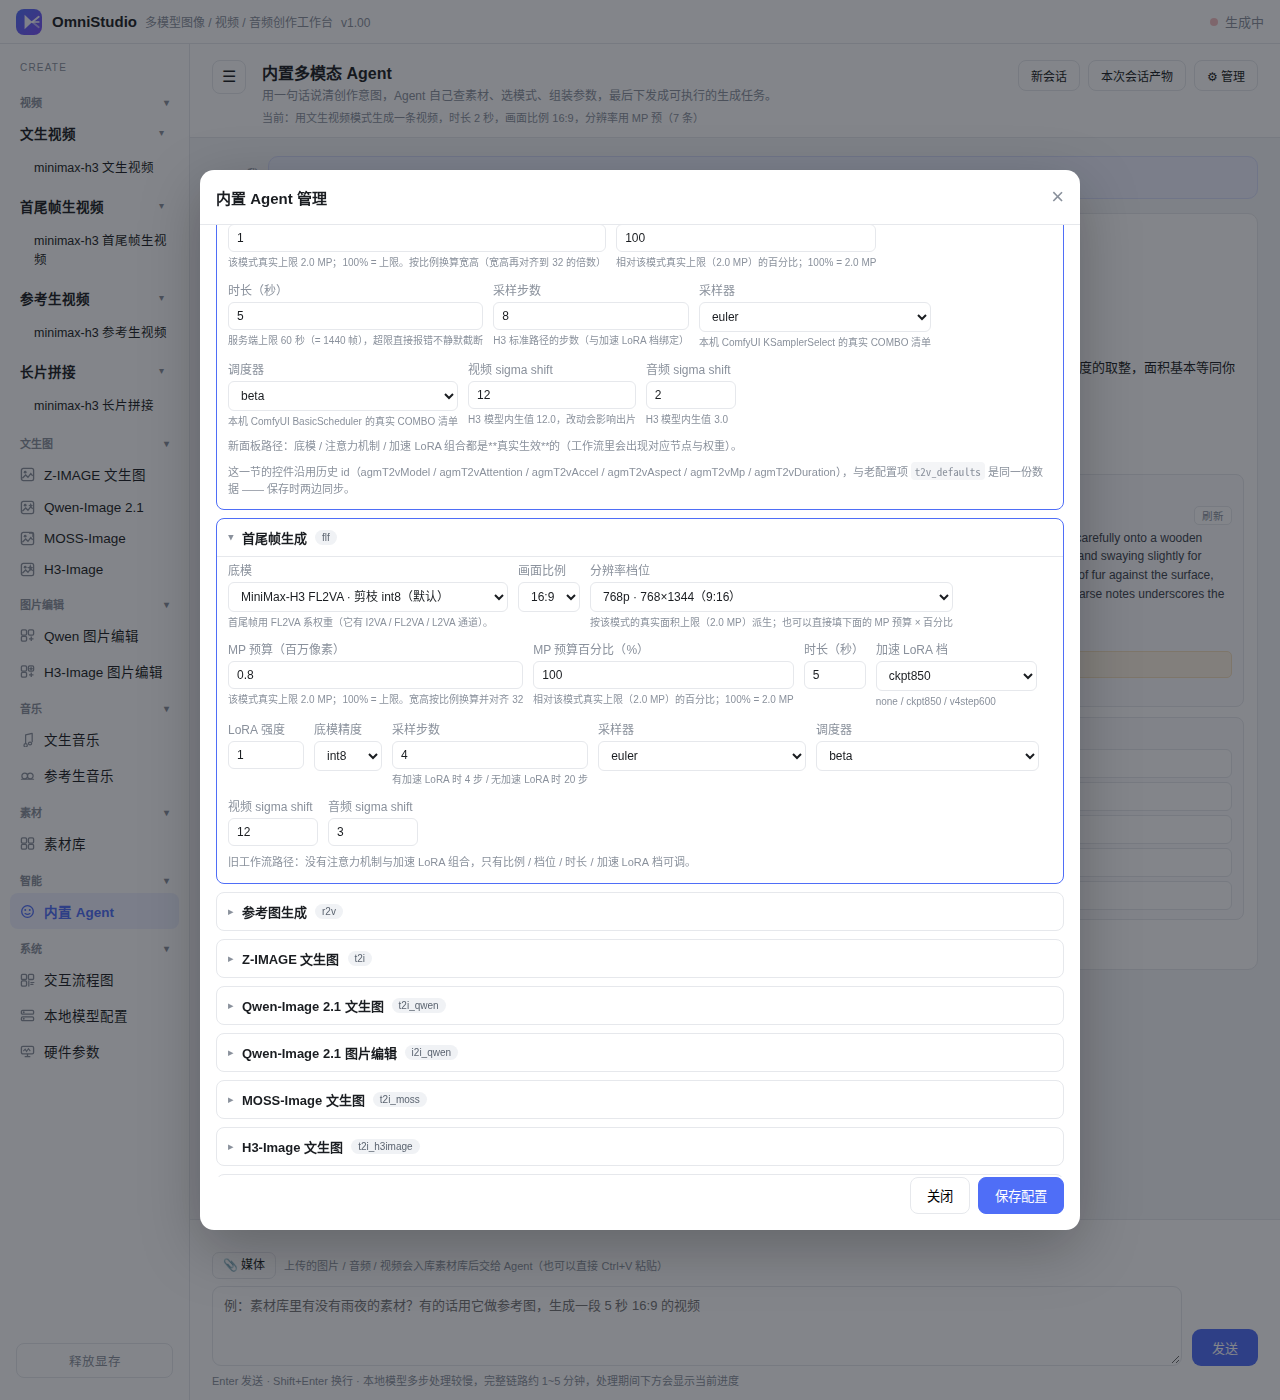 OmniStudio 多模型图像 / 视频 / 音频创作工作台 v1.00
生成中
CREATE
视频
文生视频
minimax-h3 文生视频
首尾帧生视频
minimax-h3 首尾帧生视频
参考生视频
minimax-h3 参考生视频
长片拼接
minimax-h3 长片拼接
文生图
Z-IMAGE 文生图
Qwen-Image 2.1
MOSS-Image
H3-Image
图片编辑
Qwen 图片编辑
H3-Image 图片编辑
音乐
文生音乐
参考生音乐
素材
素材库
智能
内置 Agent
系统
交互流程图
本地模型配置
硬件参数
释放显存
内置多模态 Agent
用一句话说清创作意图，Agent 自己查素材、选模式、组装参数，最后下发成可执行的生成任务。
当前：用文生视频模式生成一条视频，时长 2 秒，画面比例 16:9，分辨率用 MP 预（7 条）
新会话
本次会话产物
⚙ 管理
度的取整，面积基本等同你
刷新
carefully onto a wooden
and swaying slightly for
of fur against the surface,
arse notes underscores the
内置 Agent 管理
×
1
100
该模式真实上限 2.0 MP；100% = 上限。按比例换算宽高（宽高再对齐到 32 的倍数）
相对该模式真实上限（2.0 MP）的百分比；100% = 2.0 MP
时长（秒）
采样步数
采样器
5
8
euler
服务端上限 60 秒（= 1440 帧），超限直接报错不静默截断
H3 标准路径的步数（与加速 LoRA 档绑定）
本机 ComfyUI KSamplerSelect 的真实 COMBO 清单
调度器
视频 sigma shift
音频 sigma shift
beta
12
2
本机 ComfyUI BasicScheduler 的真实 COMBO 清单
H3 模型内生值 12.0，改动会影响出片
H3 模型内生值 3.0
新面板路径：底模 / 注意力机制 / 加速 LoRA 组合都是**真实生效**的（工作流里会出现对应节点与权重）。
这一节的控件沿用历史 id（agmT2vModel / agmT2vAttention / agmT2vAccel / agmT2vAspect / agmT2vMp / agmT2vDuration），与老配置项 t2v_defaults 是同一份数
据 —— 保存时两边同步。
首尾帧生成 flf
底模
画面比例
分辨率档位
MiniMax-H3 FL2VA · 剪枝 int8（默认）
16:9
768p · 768×1344（9:16）
首尾帧用 FL2VA 系权重（它有 I2VA / FL2VA / L2VA 通道）。
按该模式的真实面积上限（2.0 MP）派生；也可以直接填下面的 MP 预算 × 百分比
MP 预算（百万像素）
MP 预算百分比（%）
时长（秒）
加速 LoRA 档
0.8
100
5
ckpt850
该模式真实上限 2.0 MP；100% = 上限。宽高按比例换算并对齐 32
相对该模式真实上限（2.0 MP）的百分比；100% = 2.0 MP
none / ckpt850 / v4step600
LoRA 强度
底模精度
采样步数
采样器
调度器
1
int8
4
euler
beta
有加速 LoRA 时 4 步 / 无加速 LoRA 时 20 步
视频 sigma shift
音频 sigma shift
12
3
旧工作流路径：没有注意力机制与加速 LoRA 组合，只有比例 / 档位 / 时长 / 加速 LoRA 档可调。
参考图生成 r2v
Z-IMAGE 文生图 t2i
Qwen-Image 2.1 文生图 t2i_qwen
Qwen-Image 2.1 图片编辑 i2i_qwen
MOSS-Image 文生图 t2i_moss
H3-Image 文生图 t2i_h3image
关闭
保存配置
📎 媒体
上传的图片 / 音频 / 视频会入库素材库后交给 Agent（也可以直接 Ctrl+V 粘贴）
例：素材库里有没有雨夜的素材？有的话用它做参考图，生成一段 5 秒 16:9 的视频
发送
Enter 发送 · Shift+Enter 换行 · 本地模型多步处理较慢，完整链路约 1~5 分钟，处理期间下方会显示当前进度